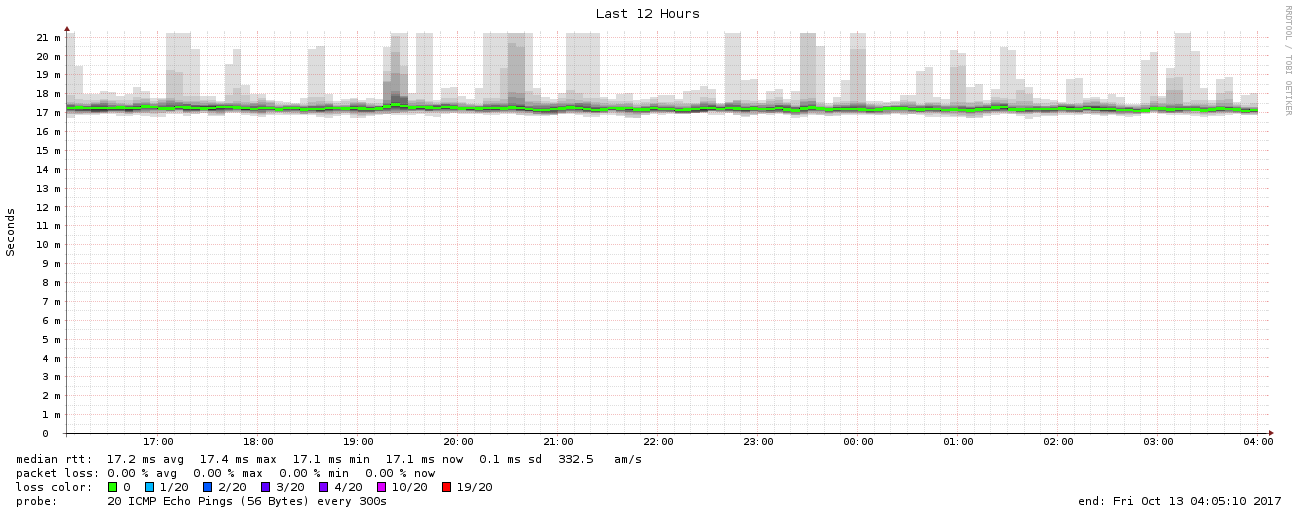 Last 12 Hours
RRDTOOL / TOBI OETIKER
Seconds
21 m
20 m
19 m
18 m
17 m
16 m
15 m
14 m
13 m
12 m
11 m
10 m
9 m
8 m
7 m
6 m
5 m
4 m
3 m
2 m
1 m
0
17:00 18:00 19:00 20:00 21:00 22:00 23:00 00:00 01:00 02:00 03:00 04:00
median rtt: 17.2 ms avg 17.4 ms max 17.1 ms min 17.1 ms now 0.1 ms sd 332.5 am/s
packet loss: 0.00 % avg 0.00 % max 0.00 % min 0.00 % now
loss color: 0 1/20 2/20 3/20 4/20 10/20 19/20
probe: 20 ICMP Echo Pings (56 Bytes) every 300s end: Fri Oct 13 04:05:10 2017